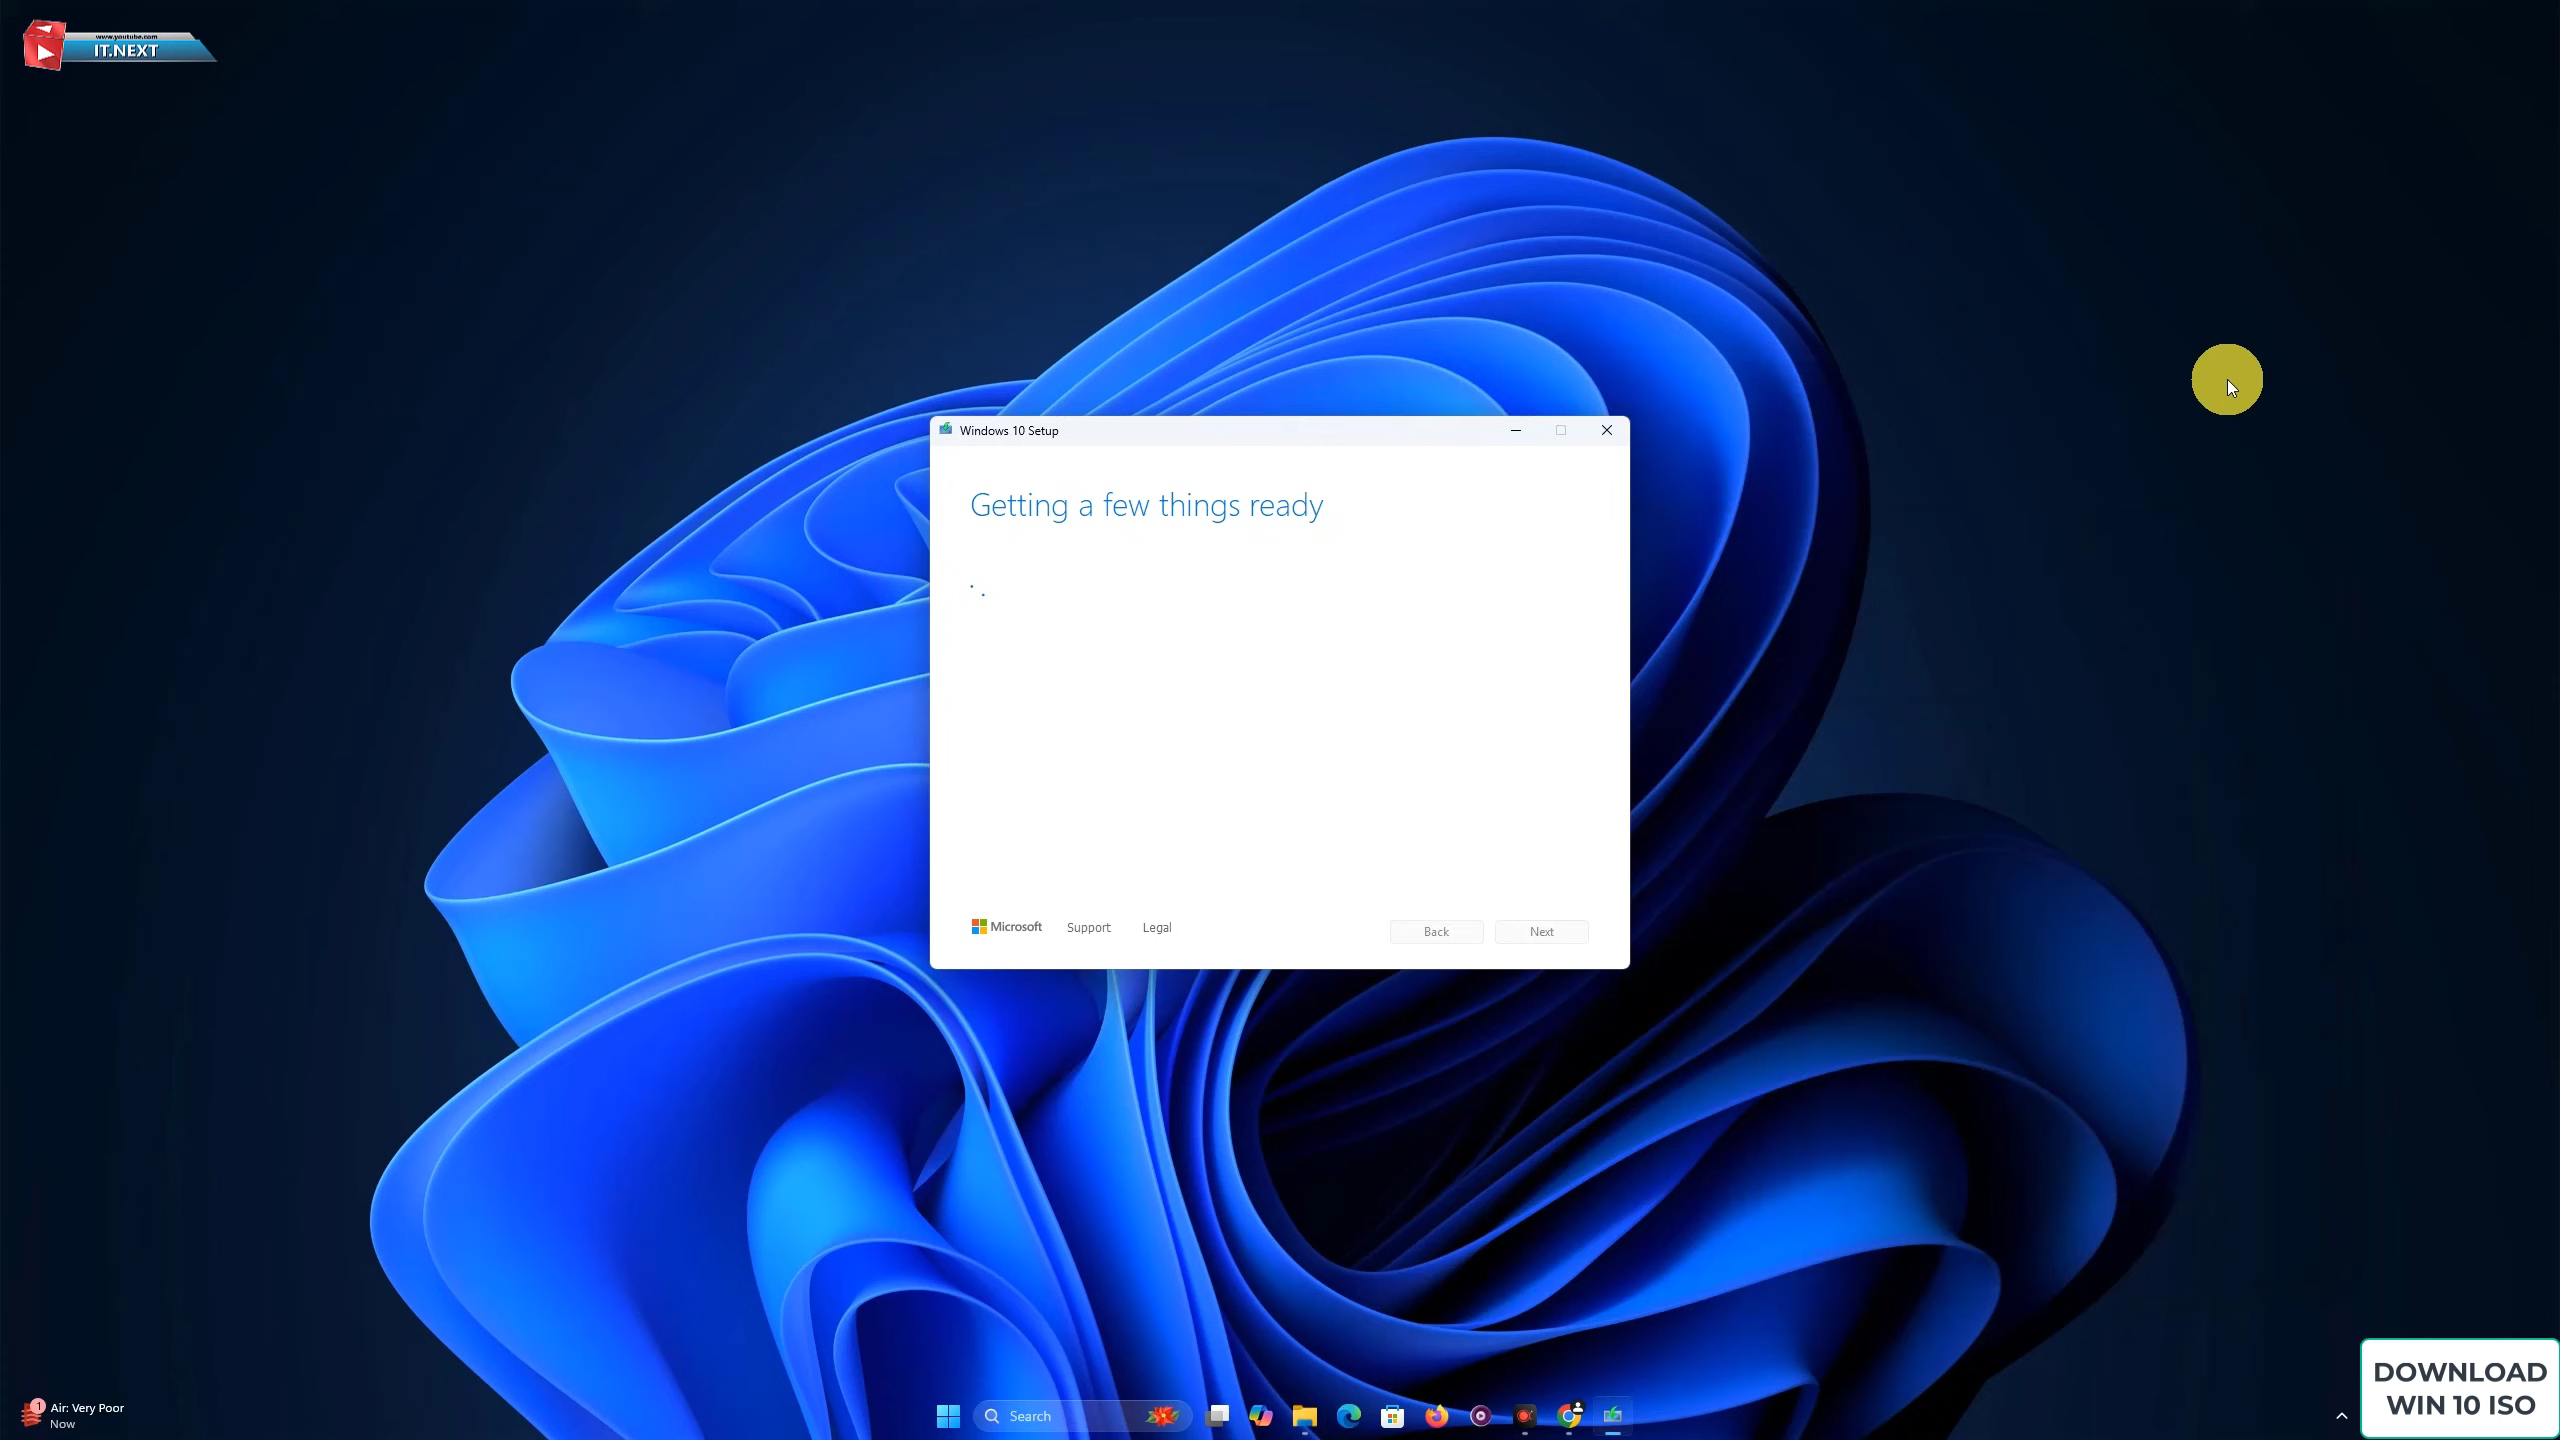 www.youtube.com
IT.NEXT
Windows 10 Setup
Getting a few things ready
Microsoft
Support
Legal
Back
Next
1
Air: Very Poor
Now
Search
DOWNLOAD
WIN 10 ISO